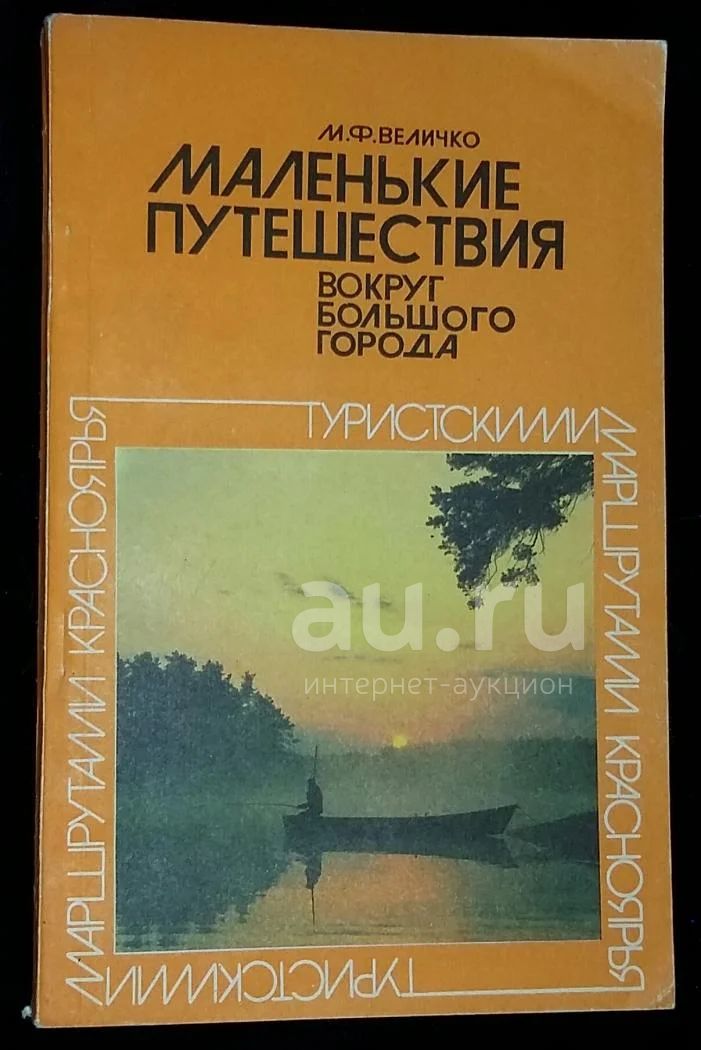 М.Ф.ВЕЛИЧКО
МАЛЕНЬКИЕ
ПУТЕШЕСТВИЯ
ВОКРУГ
БОЛЬШОГО
ГОРОДА
ТУРИСТСКИМИ
МАРШРУТАМИ КРАСНОЯРЬЯ
ТУРИСТСКИМИ
МАРШРУТАМИ КРАСНОЯРЬЯ
au.ru
интернет-аукцион